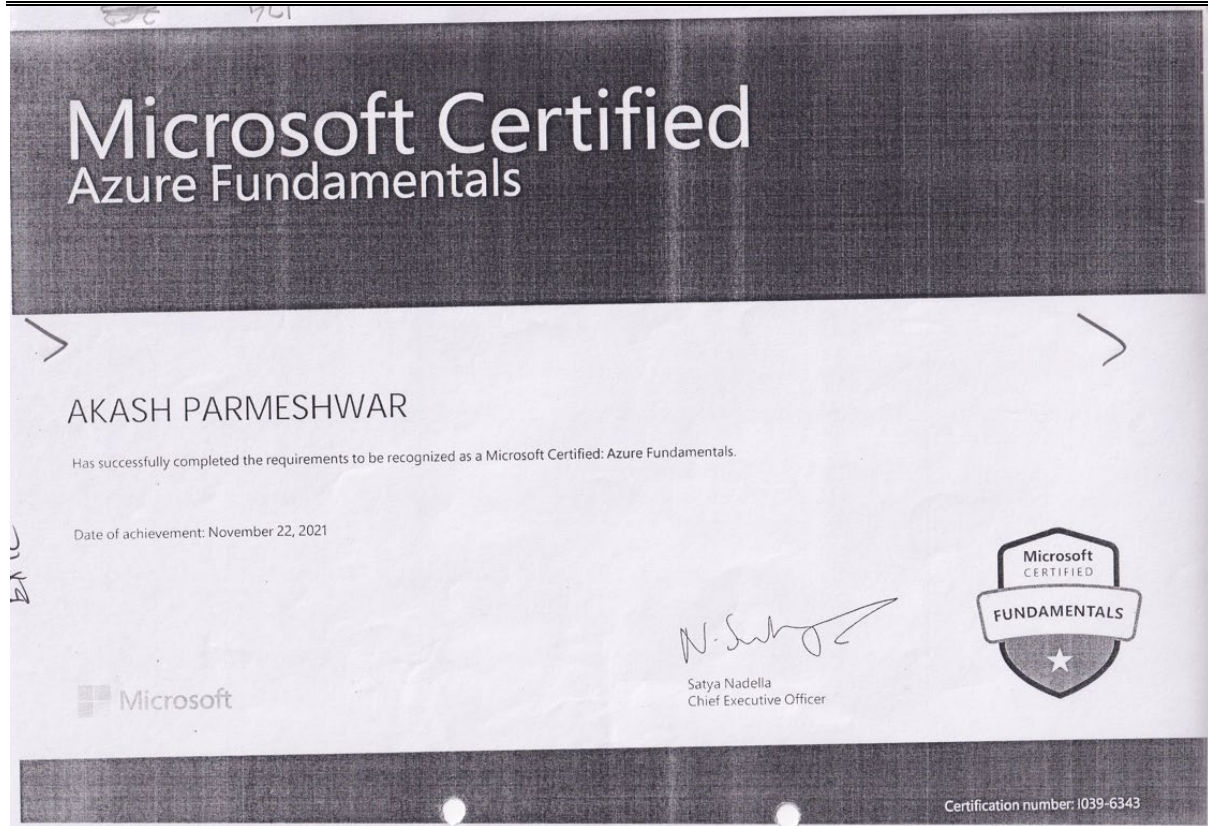 Microsoft Certified
Azure Fundamentals
AKASH PARMESHWAR
Has successfully completed the requirements to be recognized as a Microsoft Certified: Azure Fundamentals.
Date of achievement: November 22, 2021
Microsoft
CERTIFIED
FUNDAMENTALS
Satya Nadella
Chief Executive Officer
Microsoft
Certification number: I039-6343